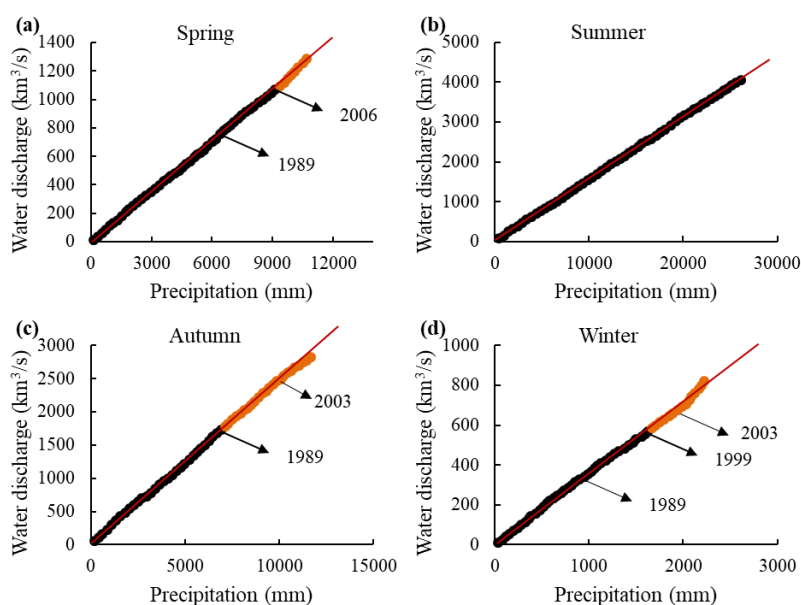 (a) Spring
Water discharge (km³/s)
1400
1200
1000
800
600
400
200
0
2006
1989
0 3000 6000 9000 12000
Precipitation (mm)
(b) Summer
Water discharge (km³/s)
5000
4000
3000
2000
1000
0
0 10000 20000 30000
Precipitation (mm)
(c) Autumn
Water discharge (km³/s)
3000
2500
2000
1500
1000
500
0
2003
1989
0 5000 10000 15000
Precipitation (mm)
(d) Winter
Water discharge (km³/s)
1000
800
600
400
200
0
2003
1999
1989
0 1000 2000 3000
Precipitation (mm)